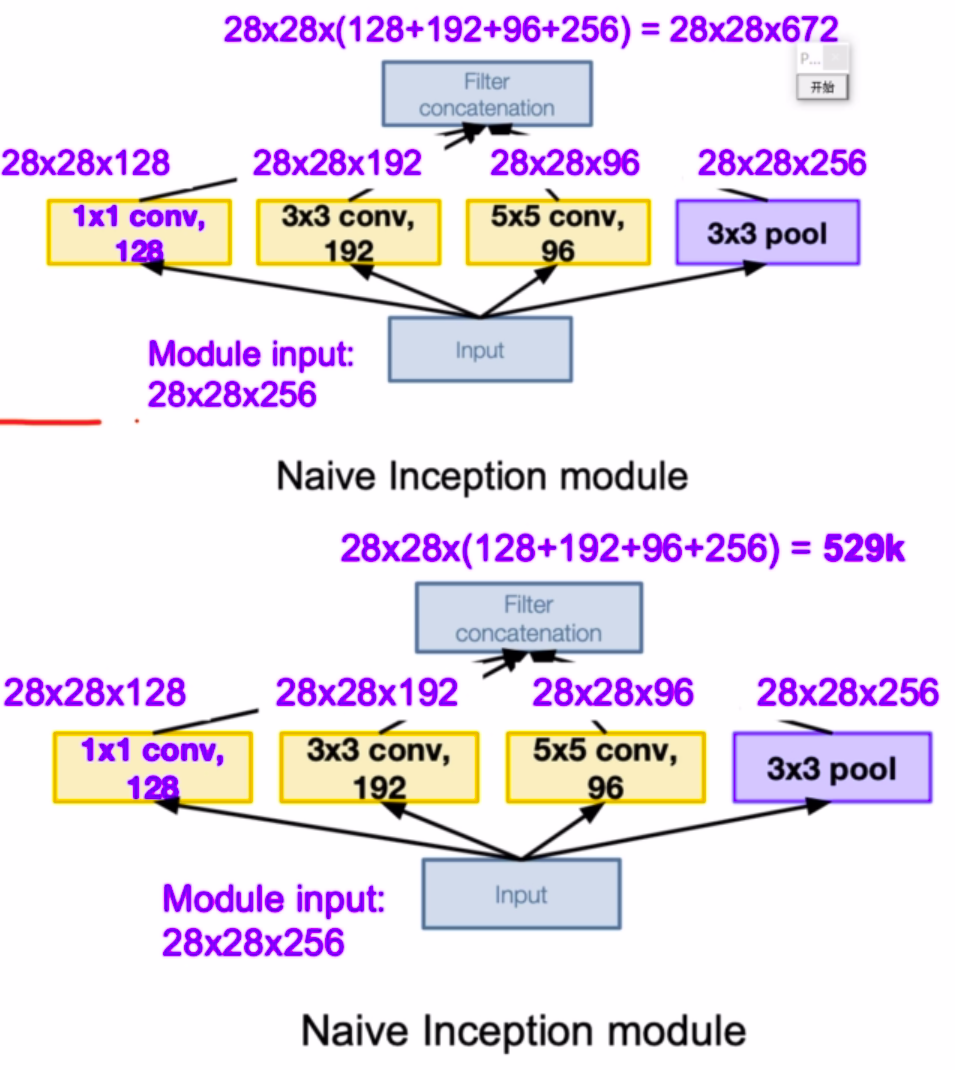 28x28x(128+192+96+256) = 28x28x672
P...
开始
Filter
concatenation
28x28x128 28x28x192 28x28x96 28x28x256
1x1 conv,
128
3x3 conv,
192
5x5 conv,
96
3x3 pool
Input
Module input:
28x28x256
Naive Inception module
28x28x(128+192+96+256) = 529k
Filter
concatenation
28x28x128 28x28x192 28x28x96 28x28x256
1x1 conv,
128
3x3 conv,
192
5x5 conv,
96
3x3 pool
Input
Module input:
28x28x256
Naive Inception module